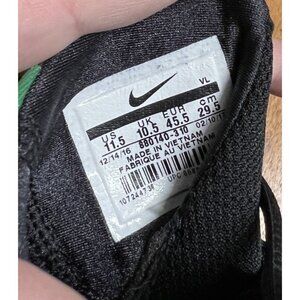 VL
US UK EUR cm
11.5 10.5 45.5 29.5
12/14/16 880140-310 02/10/17
MADE IN VIETNAM
FABRIQUE AU VIETNAM
UPC